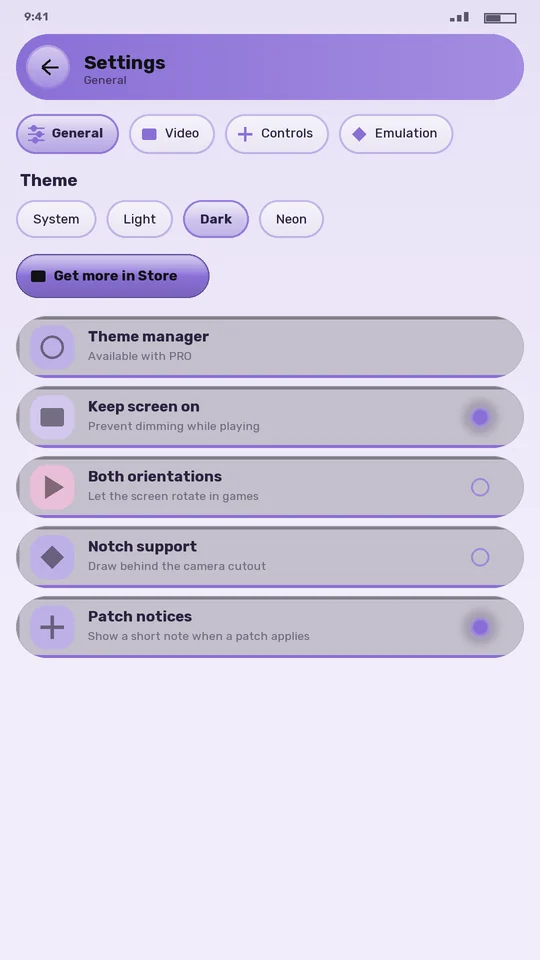 9:41
Settings
General
General
Video
Controls
Emulation
Theme
System
Light
Dark
Neon
Get more in Store
Theme manager
Available with PRO
Keep screen on
Prevent dimming while playing
Both orientations
Let the screen rotate in games
Notch support
Draw behind the camera cutout
Patch notices
Show a short note when a patch applies